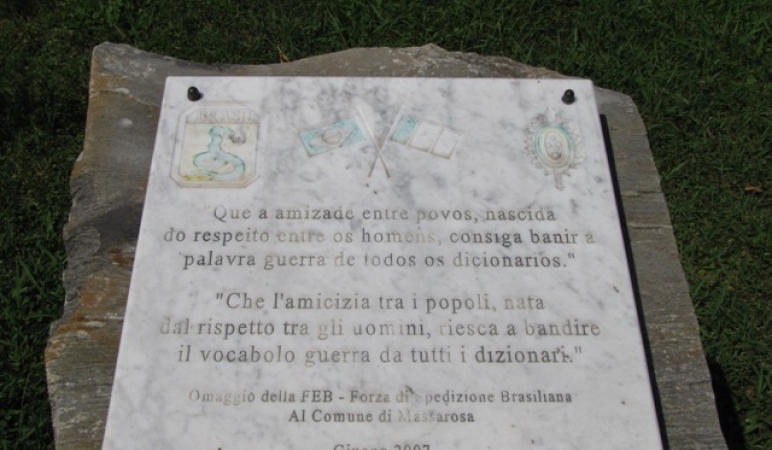 BRASIL
Que a amizade entre povos, nascida
do respeito entre os homens, consiga banir a
palavra guerra de todos os dicionarios."
"Che l'amicizia tra i popoli, nata
dal rispetto tra gli uomini, riesca a bandire
il vocabolo guerra da tutti i dizionari."
Omaggio della FEB - Forza di Spedizione Brasiliana
Al Comune di Massarosa
2007